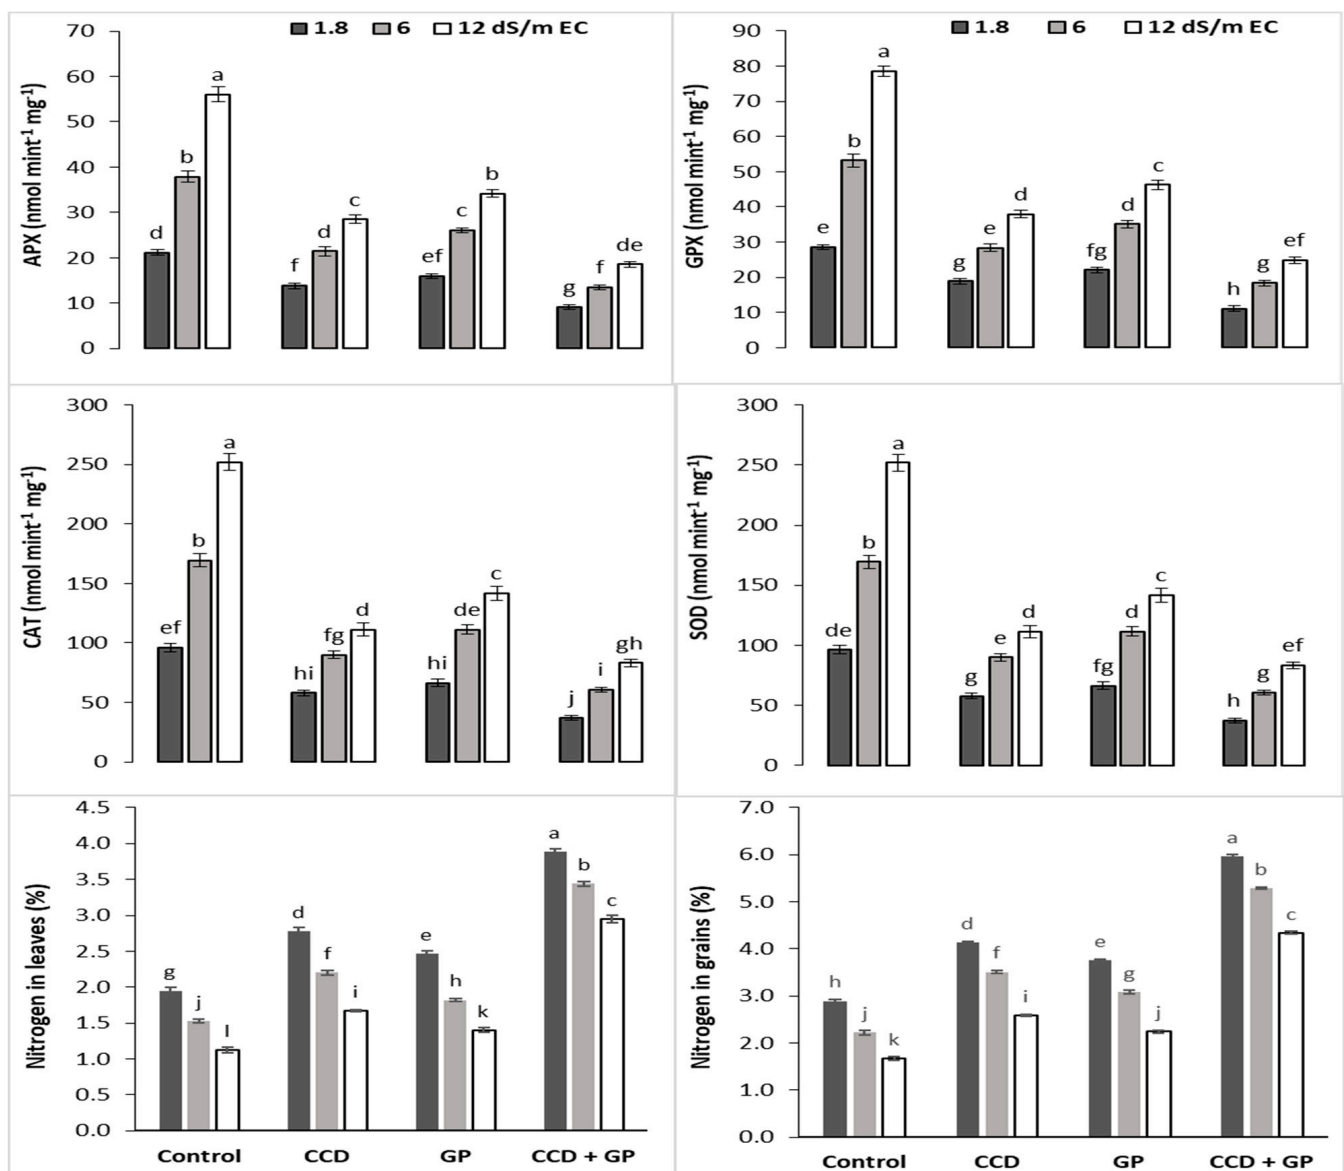 1.8 6 12 dS/m EC
APX (nmol mint-1 mg-1)
70
60
50
40
30
20
10
0
d b a
f d c
ef c b
g f de
1.8 6 12 dS/m EC
GPX (nmol mint-1 mg-1)
90
80
70
60
50
40
30
20
10
0
e b a
g e d
fg d c
h g ef
CAT (nmol mint-1 mg-1)
300
250
200
150
100
50
0
ef b a
hi fg d
hi de c
j i gh
SOD (nmol mint-1 mg-1)
300
250
200
150
100
50
0
de b a
g e d
fg d c
h g ef
Nitrogen in leaves (%)
4.5
4.0
3.5
3.0
2.5
2.0
1.5
1.0
0.5
0.0
g j l
d f i
e h k
a b c
Control CCD GP CCD + GP
Nitrogen in grains (%)
7.0
6.0
5.0
4.0
3.0
2.0
1.0
0.0
h j k
d f i
e g j
a b c
Control CCD GP CCD + GP